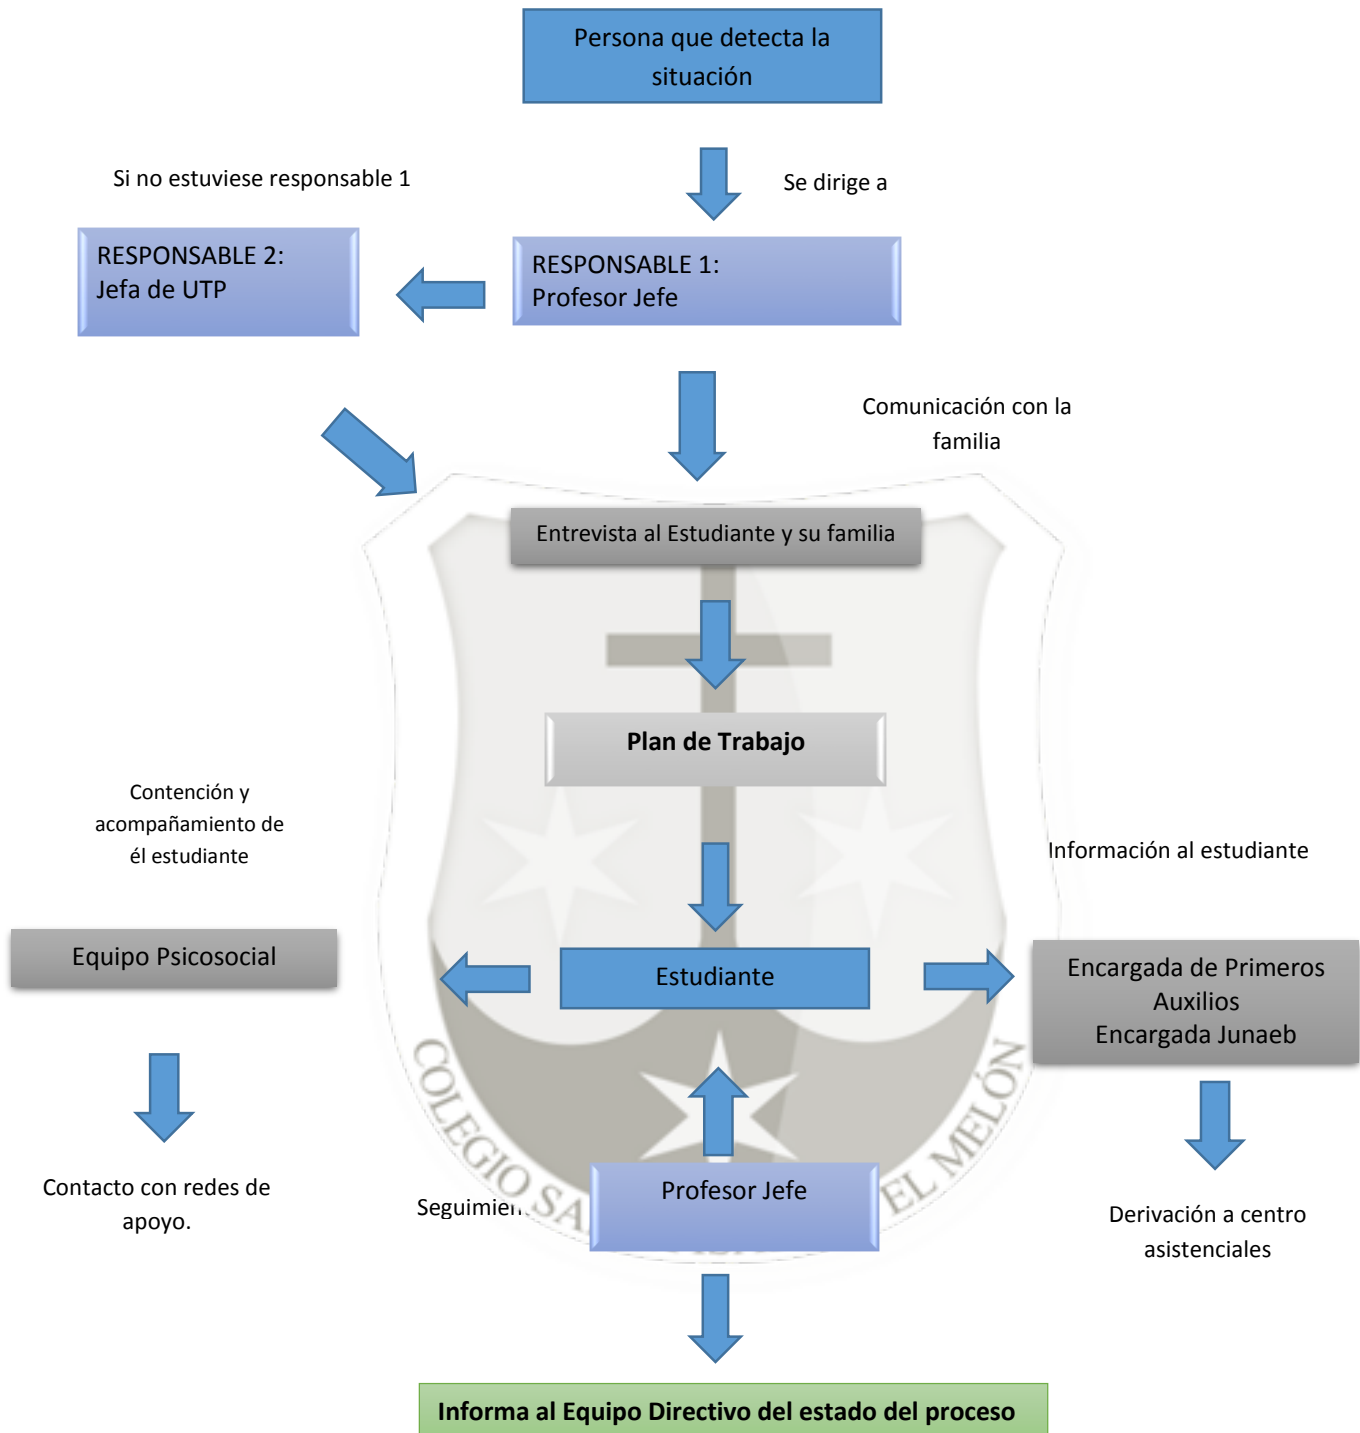 Persona que detecta la
situación
Si no estuviese responsable 1
Se dirige a
RESPONSABLE 2:
Jefa de UTP
RESPONSABLE 1:
Profesor Jefe
Comunicación con la
familia
Entrevista al Estudiante y su familia
Plan de Trabajo
Contención y
acompañamiento de
él estudiante
Información al estudiante
Equipo Psicosocial
Estudiante
Encargada de Primeros
Auxilios
Encargada Junaeb
COLEGIO
EL MELÓN
Contacto con redes de
apoyo.
Profesor Jefe
Derivación a centro
asistenciales
Informa al Equipo Directivo del estado del proceso